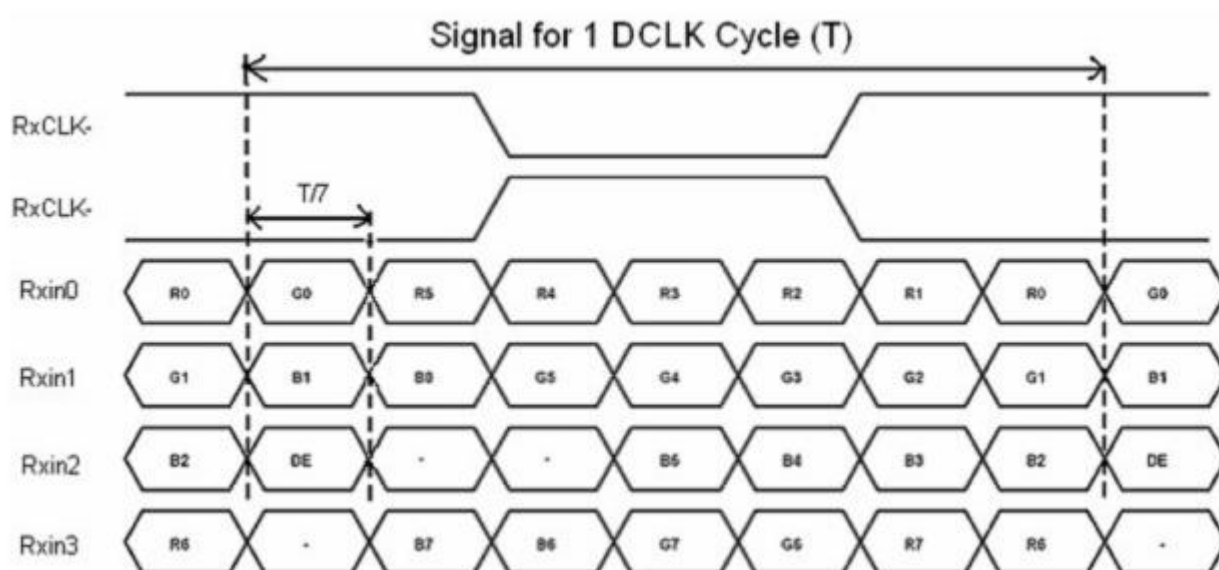 Signal for 1 DCLK Cycle (T)
RxCLK-
T/7
RxCLK-
Rxin0 R0 G0 R5 R4 R3 R2 R1 R0 G0
Rxin1 G1 B1 B0 G5 G4 G3 G2 G1 B1
Rxin2 B2 DE - - B5 B4 B3 B2 DE
Rxin3 R6 - B7 B6 G7 G6 R7 R6 -